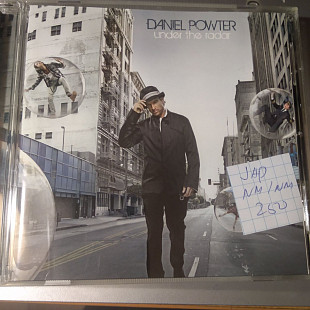 DANIEL POWTER
under the radar
JAP
NM/NM
250